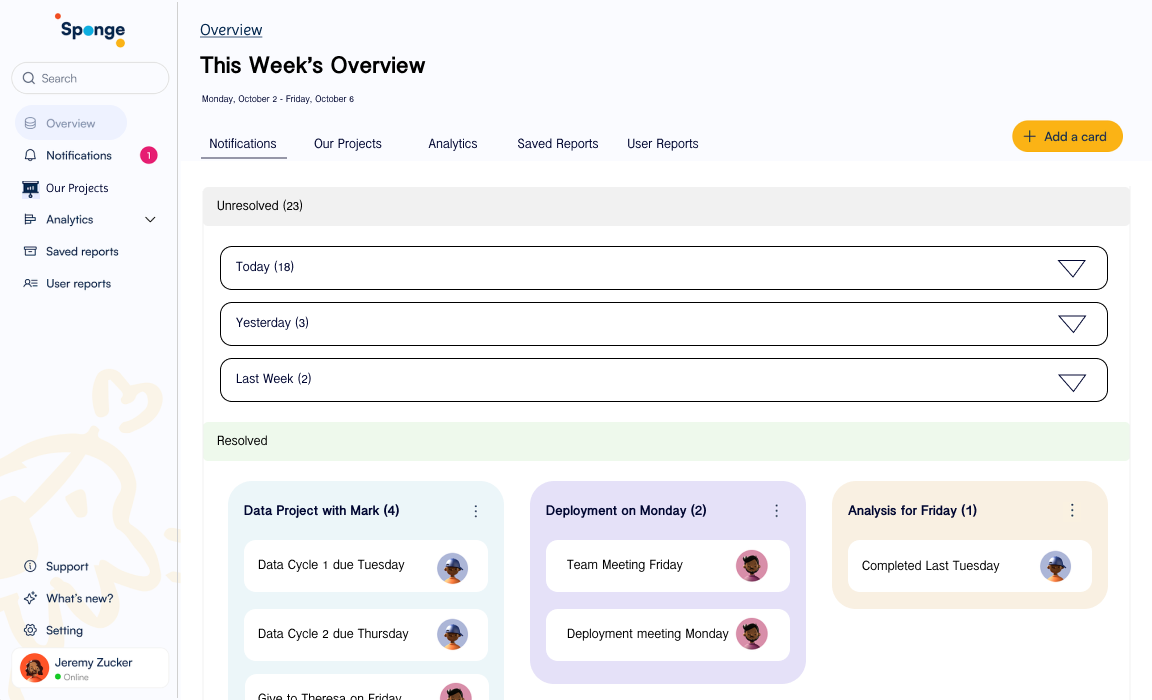 Sponge
Search
Overview
Notifications 1
Our Projects
Analytics
Saved reports
User reports
Support
What's new?
Setting
Jeremy Zucker
Online
Overview
This Week's Overview
Monday, October 2 - Friday, October 6
Notifications Our Projects Analytics Saved Reports User Reports
Add a card
Unresolved (23)
Today (18)
Yesterday (3)
Last Week (2)
Resolved
Data Project with Mark (4)
Data Cycle 1 due Tuesday
Data Cycle 2 due Thursday
Give to Theresa on Friday
Deployment on Monday (2)
Team Meeting Friday
Deployment meeting Monday
Analysis for Friday (1)
Completed Last Tuesday